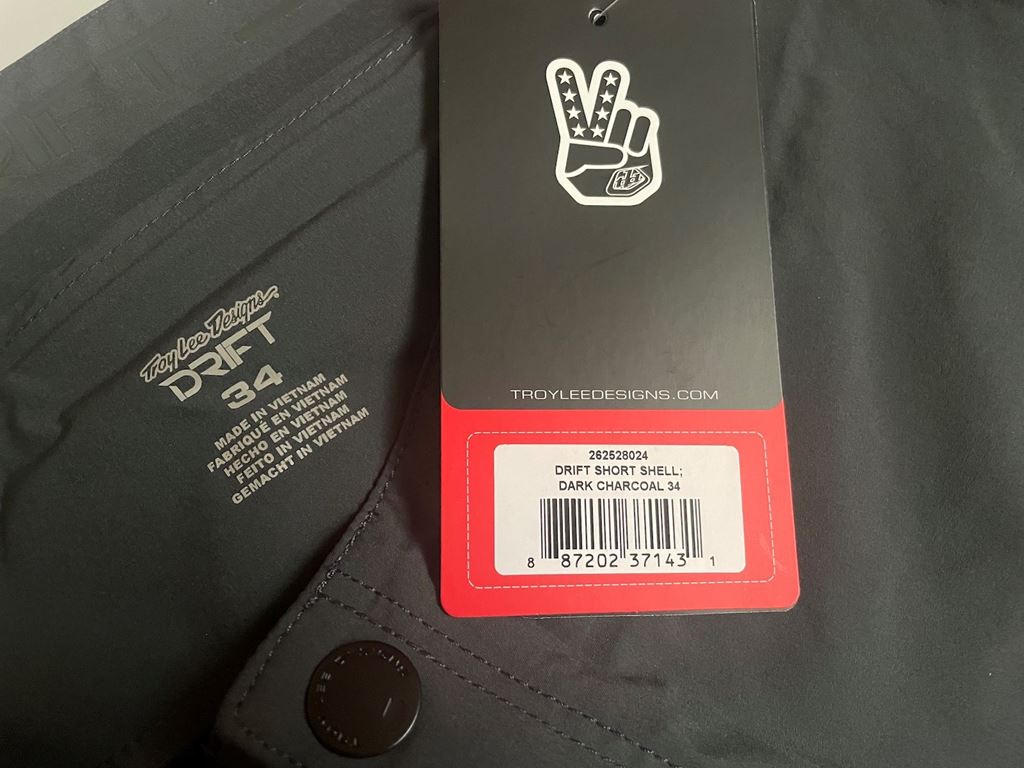 Troy Lee Designs
DRIFT
34
MADE IN VIETNAM
FABRIQUÉ EN VIETNAM
HECHO EN VIETNAM
FEITO IN VIETNAM
GEMACHT IN VIETNAM
TROYLEEDESIGNS.COM
262528024
DRIFT SHORT SHELL;
DARK CHARCOAL 34
8 87202 37143 1